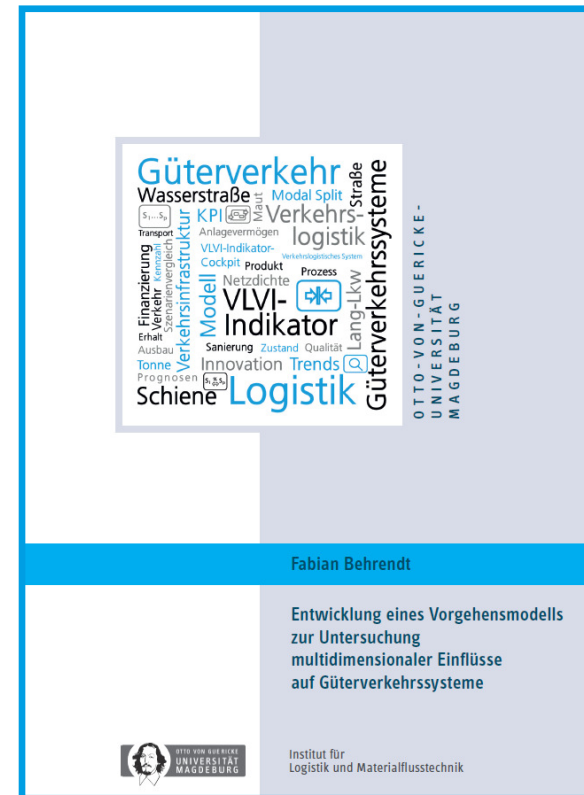 Güterverkehr
Wasserstraße
Modal Split
Straße
Güterverkehrssysteme
S₁...Sₚ
KPI
Maut
Verkehrs-
logistik
Transport
Anlagevermögen
Finanzierung
Verkehr
Kennzahl
Szenarienvergleich
Verkehrsinfrastruktur
VLVI-Indikator-
Cockpit
Verkehrslogistisches System
Produkt
Prozess
Modell
Netzdichte
VLVI-
Indikator
Lang-Lkw
Erhalt
Ausbau
Sanierung
Zustand
Qualität
Tonne
Innovation
Trends
Prognosen
Schiene
Logistik
OTTO-VON-GUERICKE-
UNIVERSITÄT
MAGDEBURG
Fabian Behrendt
Entwicklung eines Vorgehensmodells
zur Untersuchung
multidimensionaler Einflüsse
auf Güterverkehrssysteme
OTTO VON GUERICKE
UNIVERSITÄT
MAGDEBURG
Institut für
Logistik und Materialflusstechnik